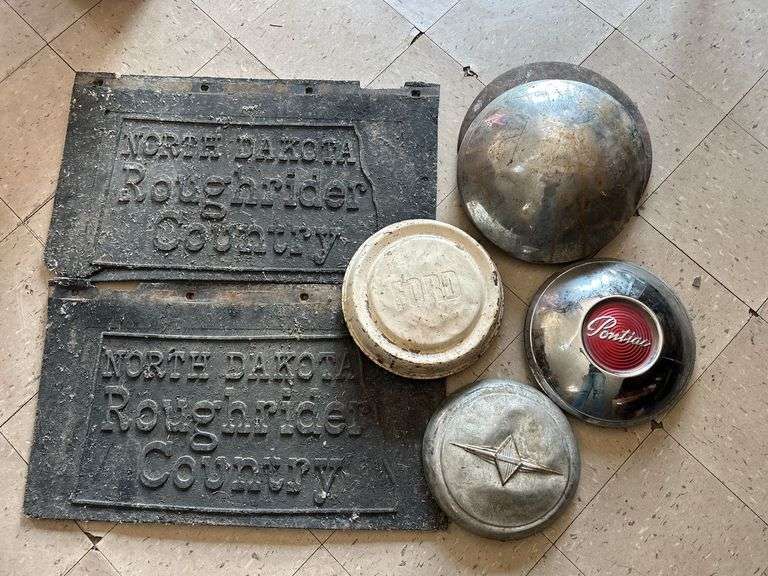 NORTH DAKOTA
Roughrider
Country
FORD
Pontiac
NORTH DAKOTA
Roughrider
Country